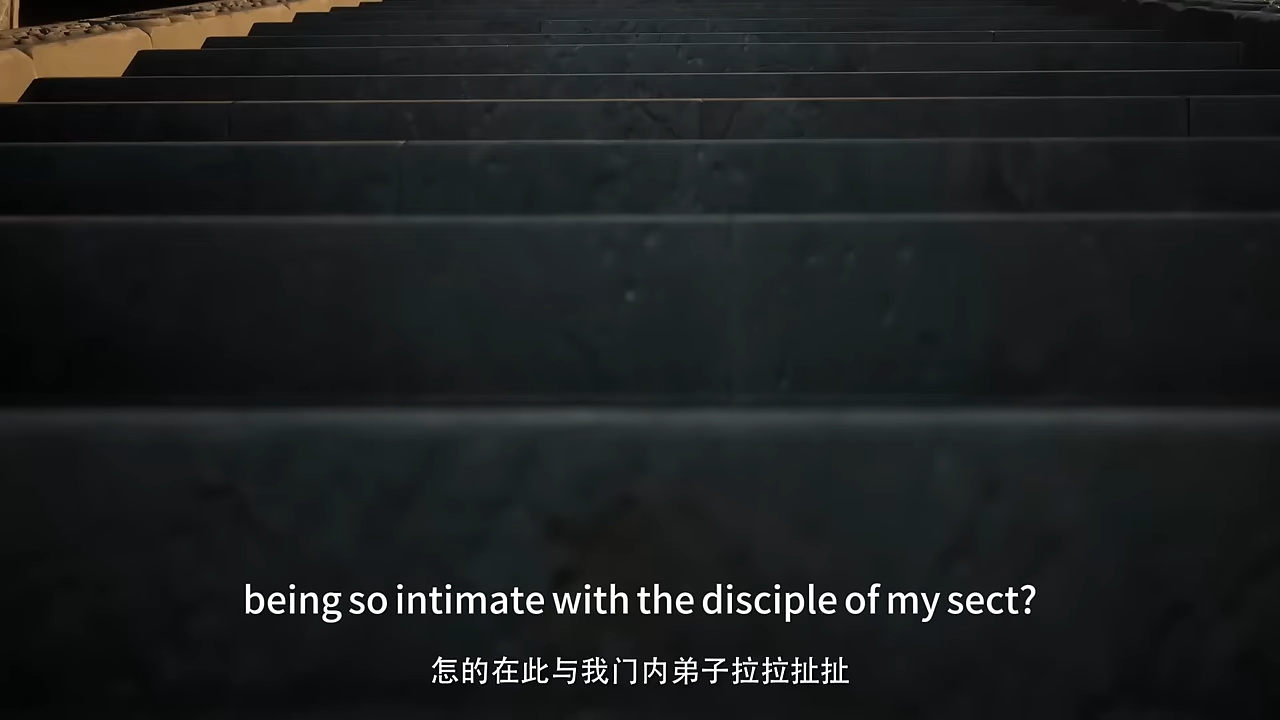 being so intimate with the disciple of my sect?
怎的在此与我门内弟子拉拉扯扯